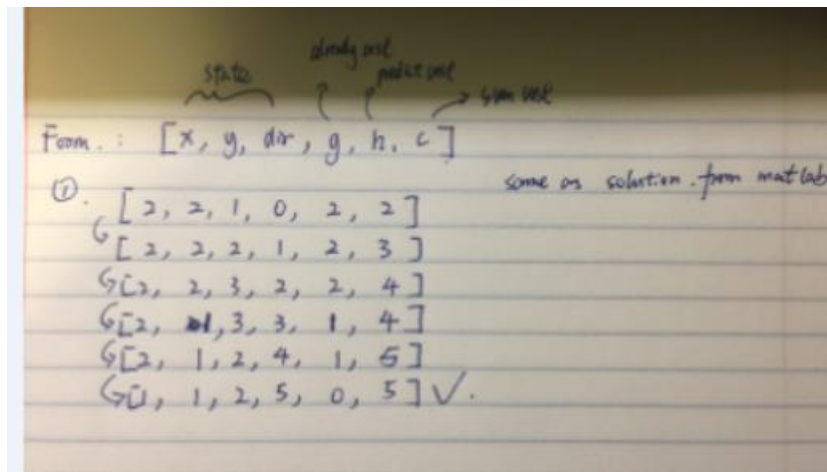 already cost
state predict cost
sum cost
Form. : [x, y, dir, g, h, c]
same as solution from matlab
①. [2, 2, 1, 0, 2, 2]
[2, 2, 2, 1, 2, 3]
[2, 2, 3, 2, 2, 4]
[2, 1, 3, 3, 1, 4]
[2, 1, 2, 4, 1, 5]
[1, 1, 2, 5, 0, 5] ✓.